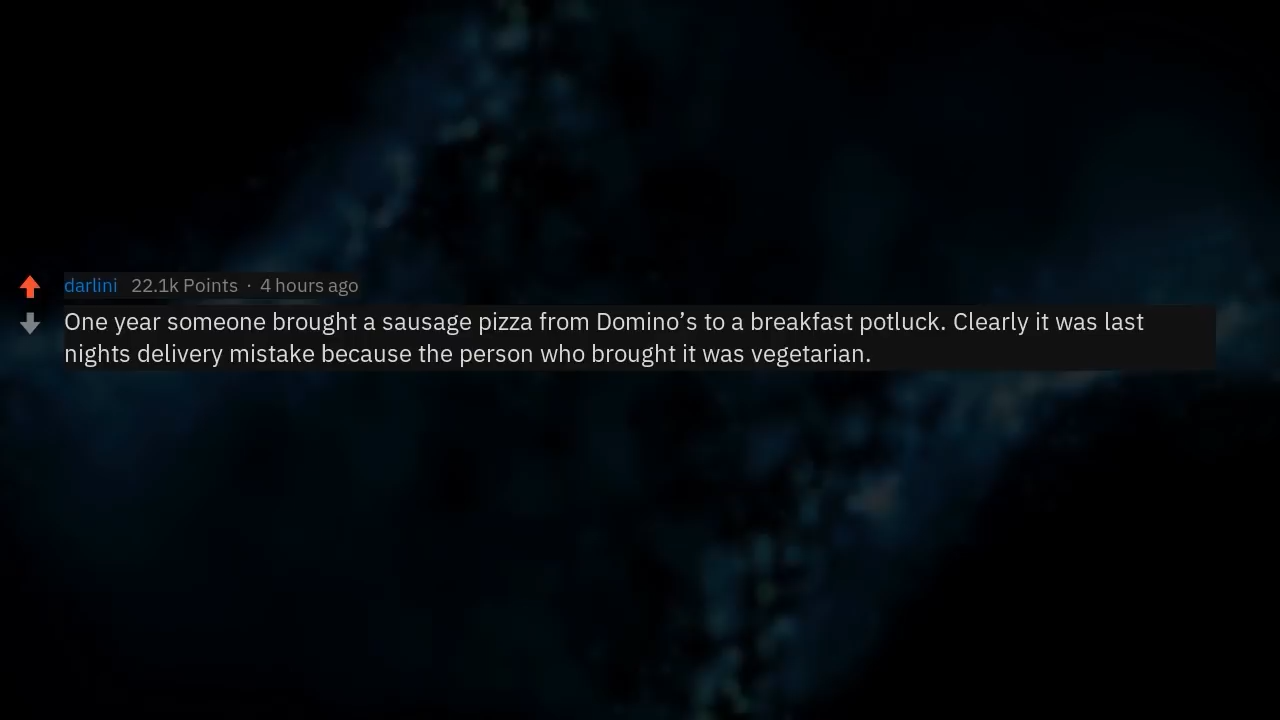 darlini 22.1k Points · 4 hours ago
One year someone brought a sausage pizza from Domino’s to a breakfast potluck. Clearly it was last
nights delivery mistake because the person who brought it was vegetarian.